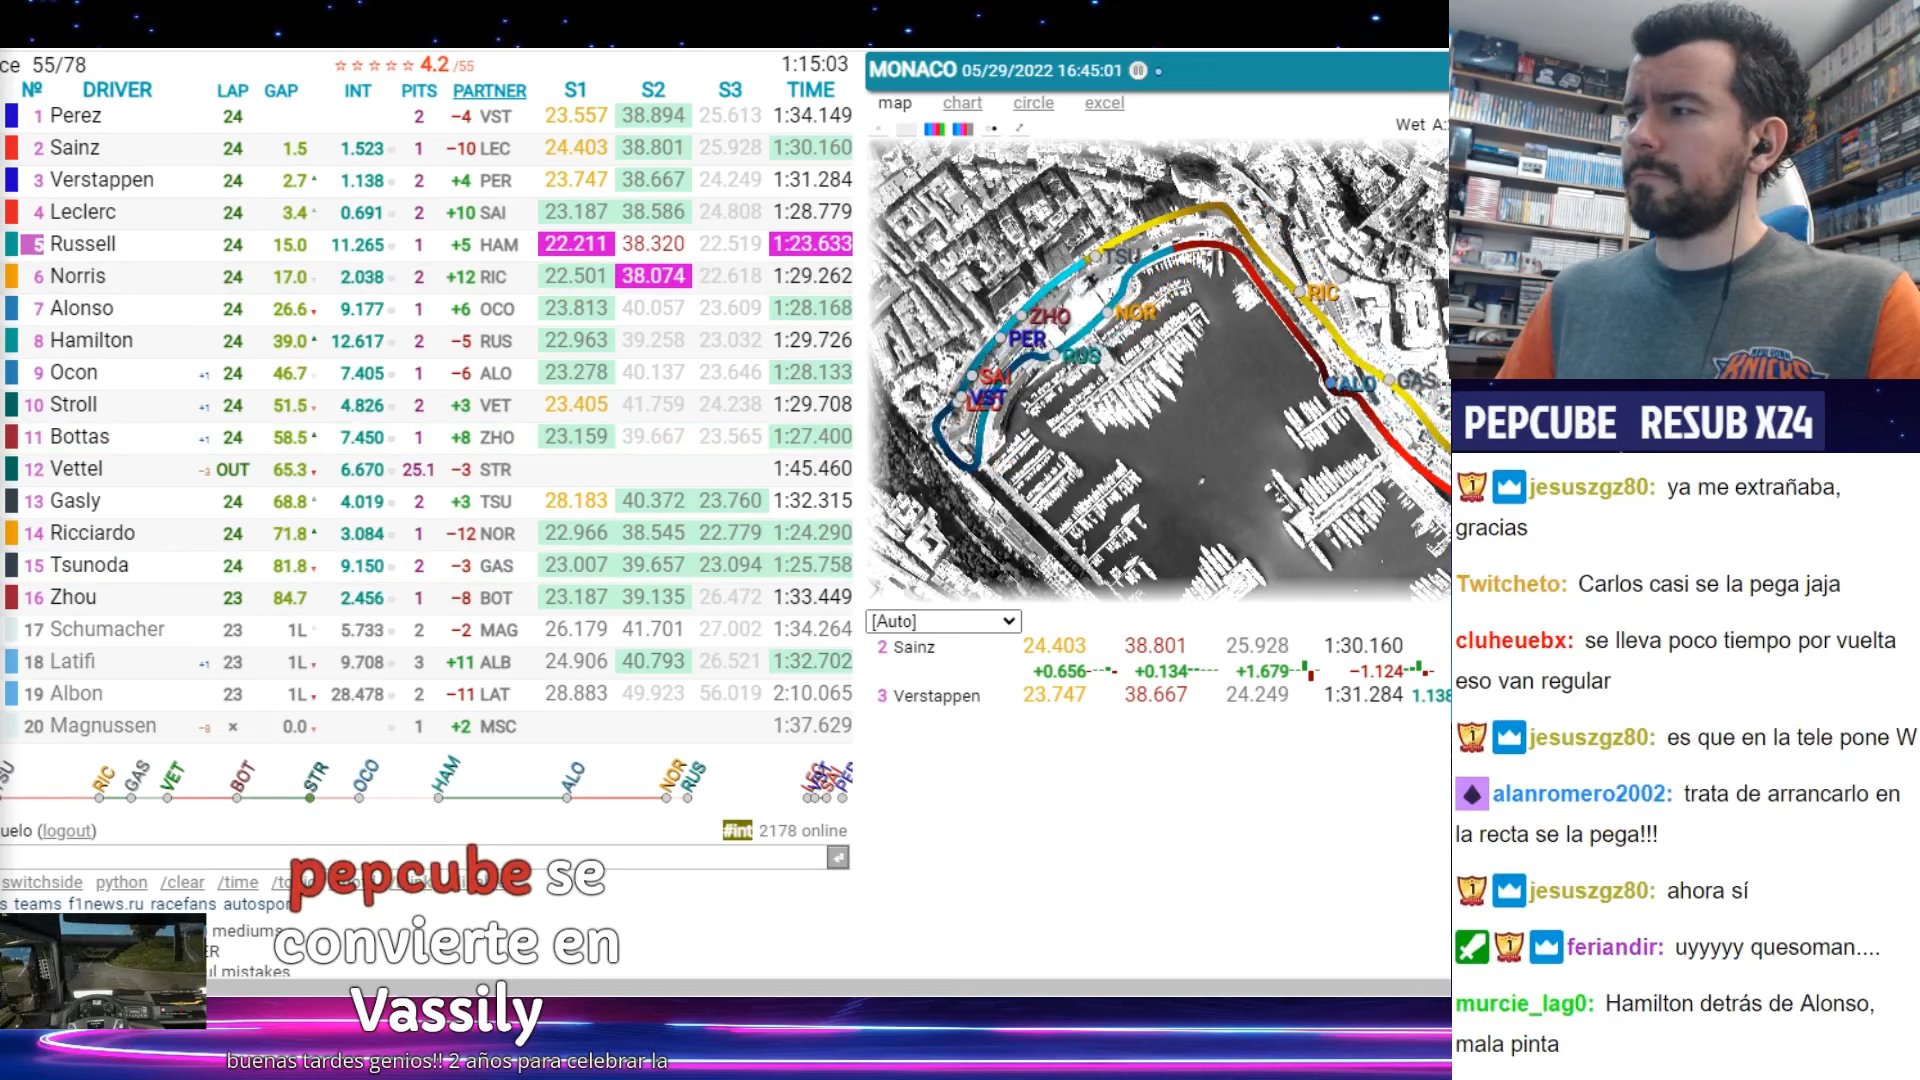 ce 55/78 ☆☆☆☆☆ 4.2 /55 1:15:03
Nº DRIVER LAP GAP INT PITS PARTNER S1 S2 S3 TIME
1 Perez 24 2 −4 VST 23.557 38.894 25.613 1:34.149
2 Sainz 24 1.5 1.523 1 −10 LEC 24.403 38.801 25.928 1:30.160
3 Verstappen 24 2.7 1.138 2 +4 PER 23.747 38.667 24.249 1:31.284
4 Leclerc 24 3.4 0.691 2 +10 SAI 23.187 38.586 24.808 1:28.779
5 Russell 24 15.0 11.265 1 +5 HAM 22.211 38.320 22.519 1:23.633
6 Norris 24 17.0 2.038 2 +12 RIC 22.501 38.074 22.618 1:29.262
7 Alonso 24 26.6 9.177 1 +6 OCO 23.813 40.057 23.609 1:28.168
8 Hamilton 24 39.0 12.617 2 −5 RUS 22.963 39.258 23.032 1:29.726
9 Ocon +1 24 46.7 7.405 1 −6 ALO 23.278 40.137 23.646 1:28.133
10 Stroll +1 24 51.5 4.826 2 +3 VET 23.405 41.759 24.238 1:29.708
11 Bottas +1 24 58.5 7.450 1 +8 ZHO 23.159 39.667 23.565 1:27.400
12 Vettel −3 OUT 65.3 6.670 25.1 −3 STR 1:45.460
13 Gasly 24 68.8 4.019 2 +3 TSU 28.183 40.372 23.760 1:32.315
14 Ricciardo 24 71.8 3.084 1 −12 NOR 22.966 38.545 22.779 1:24.290
15 Tsunoda 24 81.8 9.150 2 −3 GAS 23.007 39.657 23.094 1:25.758
16 Zhou 23 84.7 2.456 1 −8 BOT 23.187 39.135 26.472 1:33.449
17 Schumacher 23 1L 5.733 2 −2 MAG 26.179 41.701 27.002 1:34.264
18 Latifi +1 23 1L 9.708 3 +11 ALB 24.906 40.793 26.521 1:32.702
19 Albon 23 1L 28.478 2 −11 LAT 28.883 49.923 56.019 2:10.065
20 Magnussen × 0.0 1 +2 MSC 1:37.629
RIC GAS VET BOT STR OCO HAM ALO NOR RUS
uelo (logout) #int 2178 online
switchside python /clear /time
s teams f1news.ru racefans autospor
mediums
ER
ul mistakes
pepcube se
convierte en
Vassily
buenas tardes genios!! 2 años para celebrar la
MONACO 05/29/2022 16:45:01
map chart circle excel
Wet A:
TSU
RIC
ZHO
NOR
PER
RUS
SAI
VST
ALO
GAS
[Auto]
2 Sainz 24.403 38.801 25.928 1:30.160
+0.656 +0.134 +1.679 −1.124
3 Verstappen 23.747 38.667 24.249 1:31.284 1.138
KNICKS
PEPCUBE RESUB X24
jesuszgz80: ya me extrañaba,
gracias
Twitcheto: Carlos casi se la pega jaja
cluheuebx: se lleva poco tiempo por vuelta
eso van regular
jesuszgz80: es que en la tele pone W
alanromero2002: trata de arrancarlo en
la recta se la pega!!!
jesuszgz80: ahora sí
feriandir: uyyyyy quesoman....
murcie_lag0: Hamilton detrás de Alonso,
mala pinta